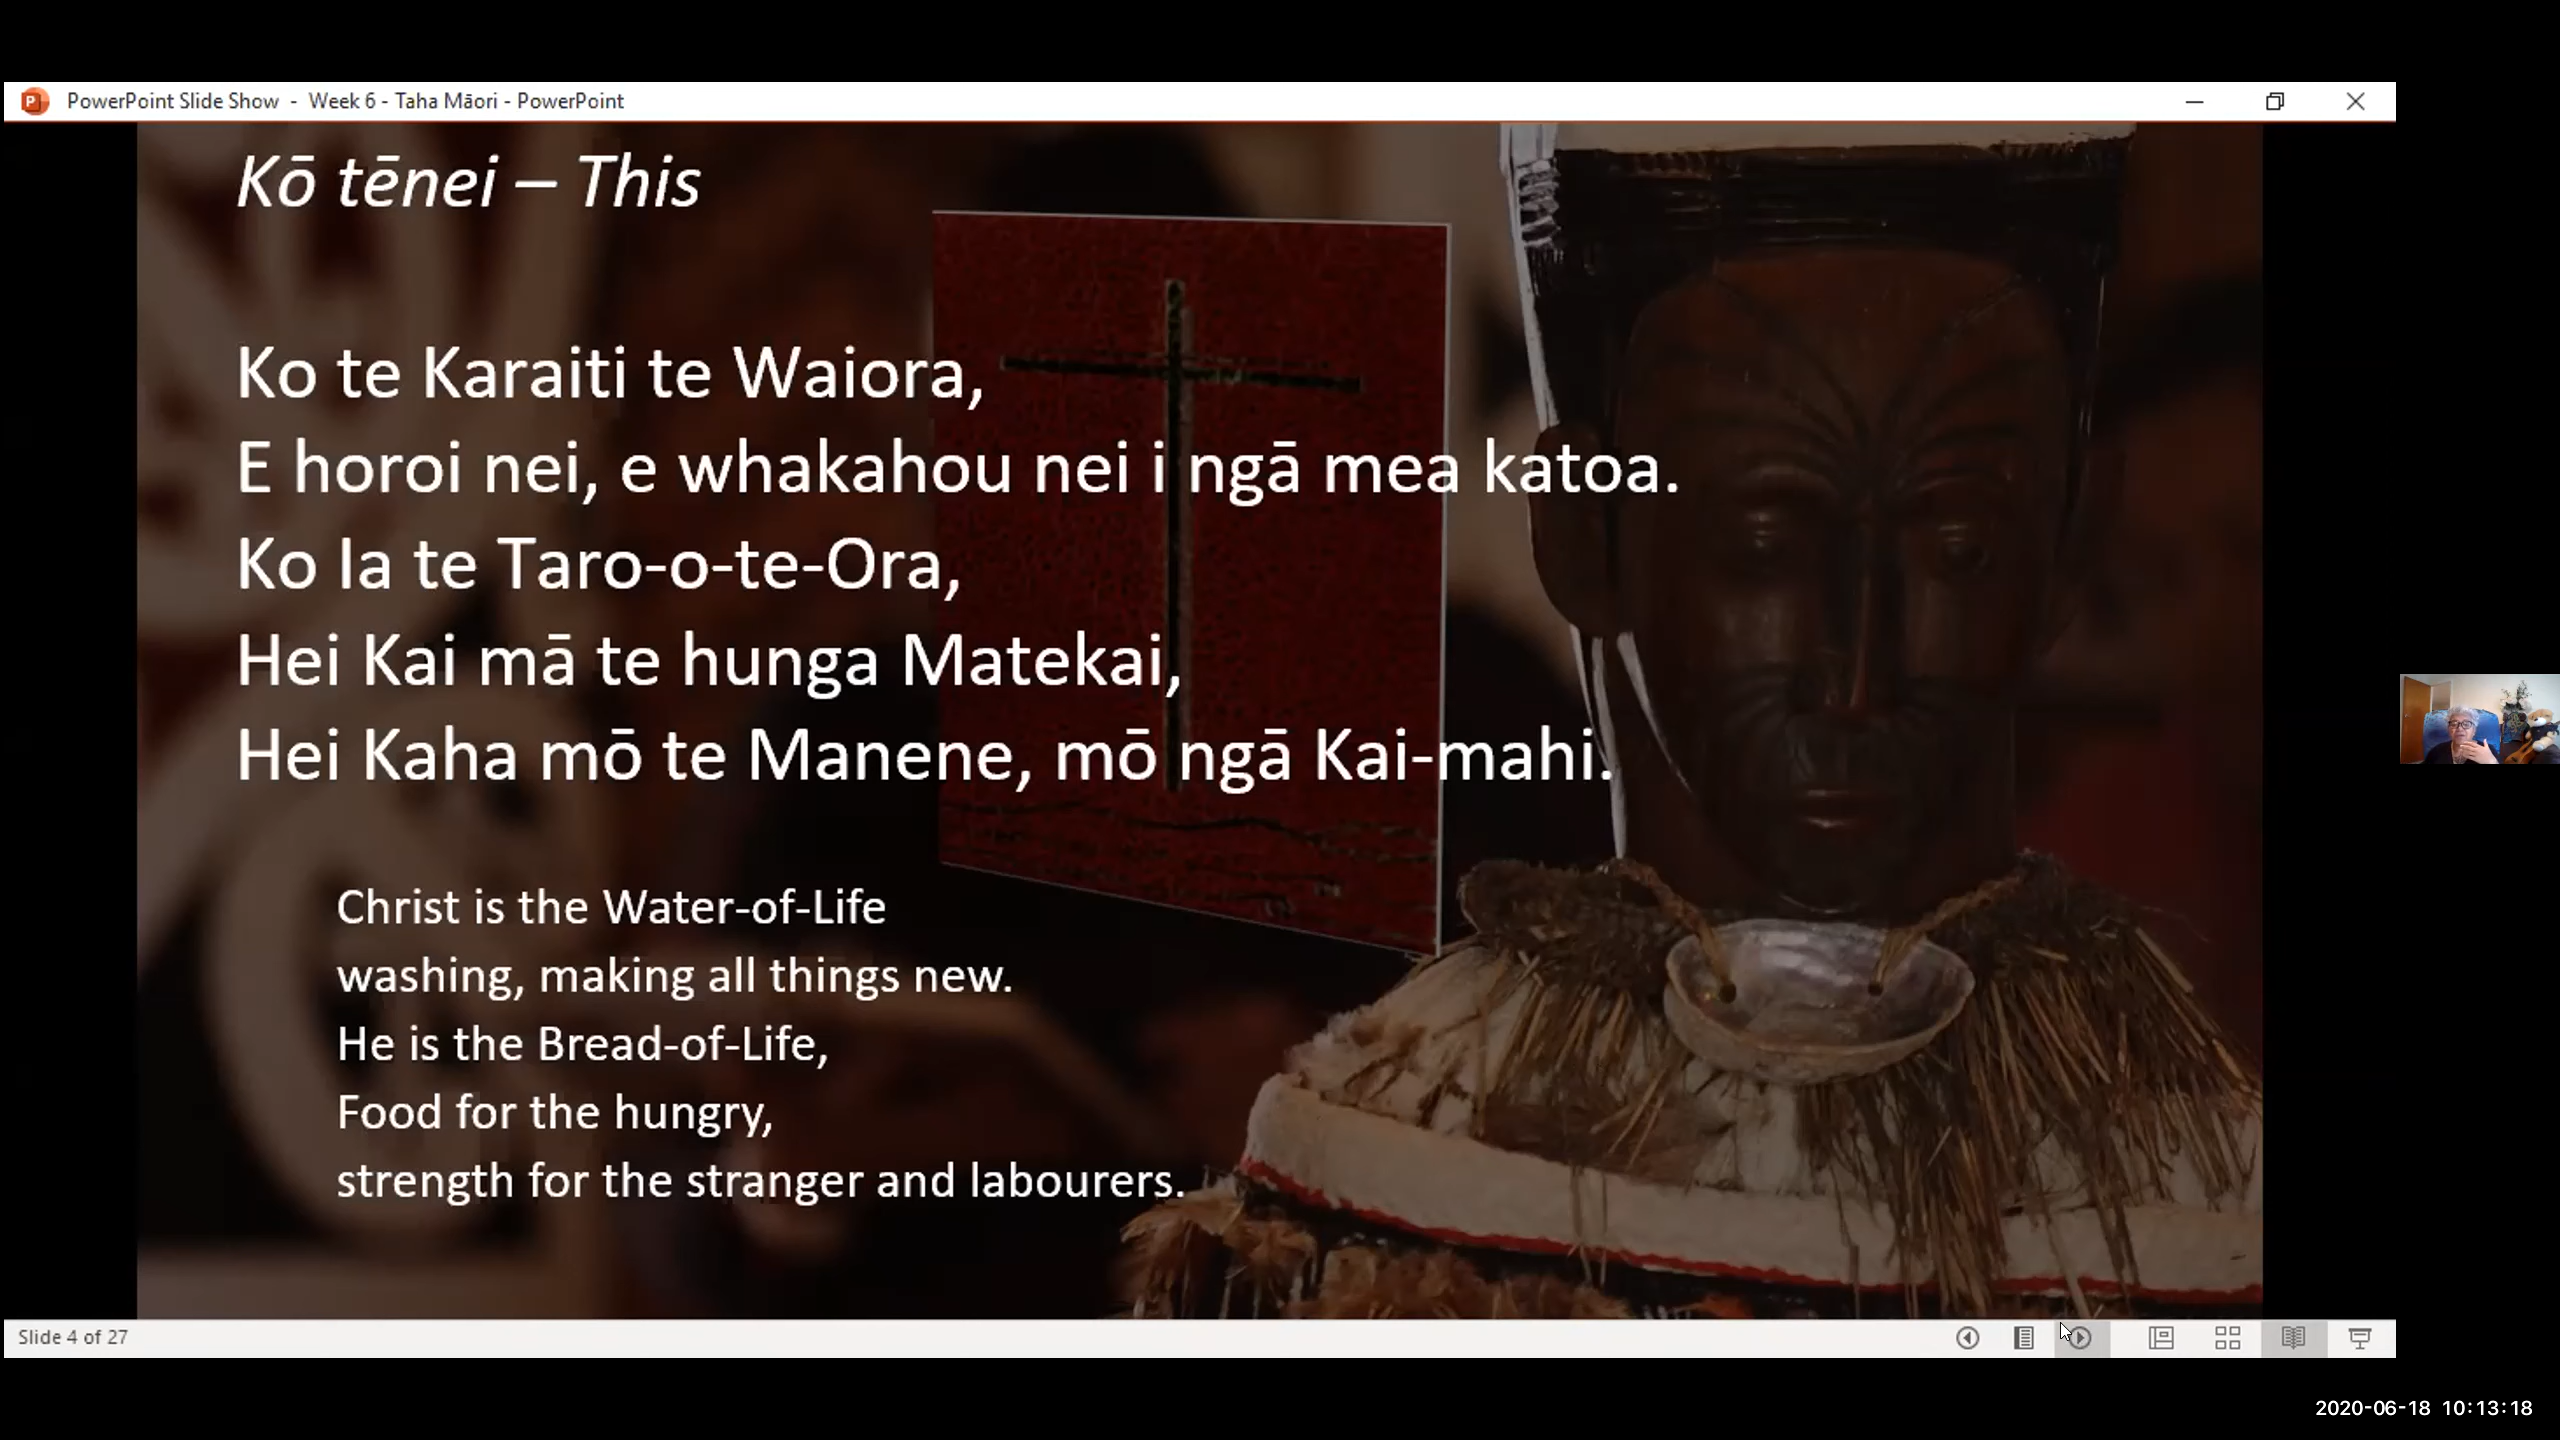 PowerPoint Slide Show - Week 6 - Taha Māori - PowerPoint
Kō tēnei – This
Ko te Karaiti te Waiora,
E horoi nei, e whakahou nei i ngā mea katoa.
Ko Ia te Taro-o-te-Ora,
Hei Kai mā te hunga Matekai,
Hei Kaha mō te Manene, mō ngā Kai-mahi.
Christ is the Water-of-Life
washing, making all things new.
He is the Bread-of-Life,
Food for the hungry,
strength for the stranger and labourers.
Slide 4 of 27
2020-06-18 10:13:18